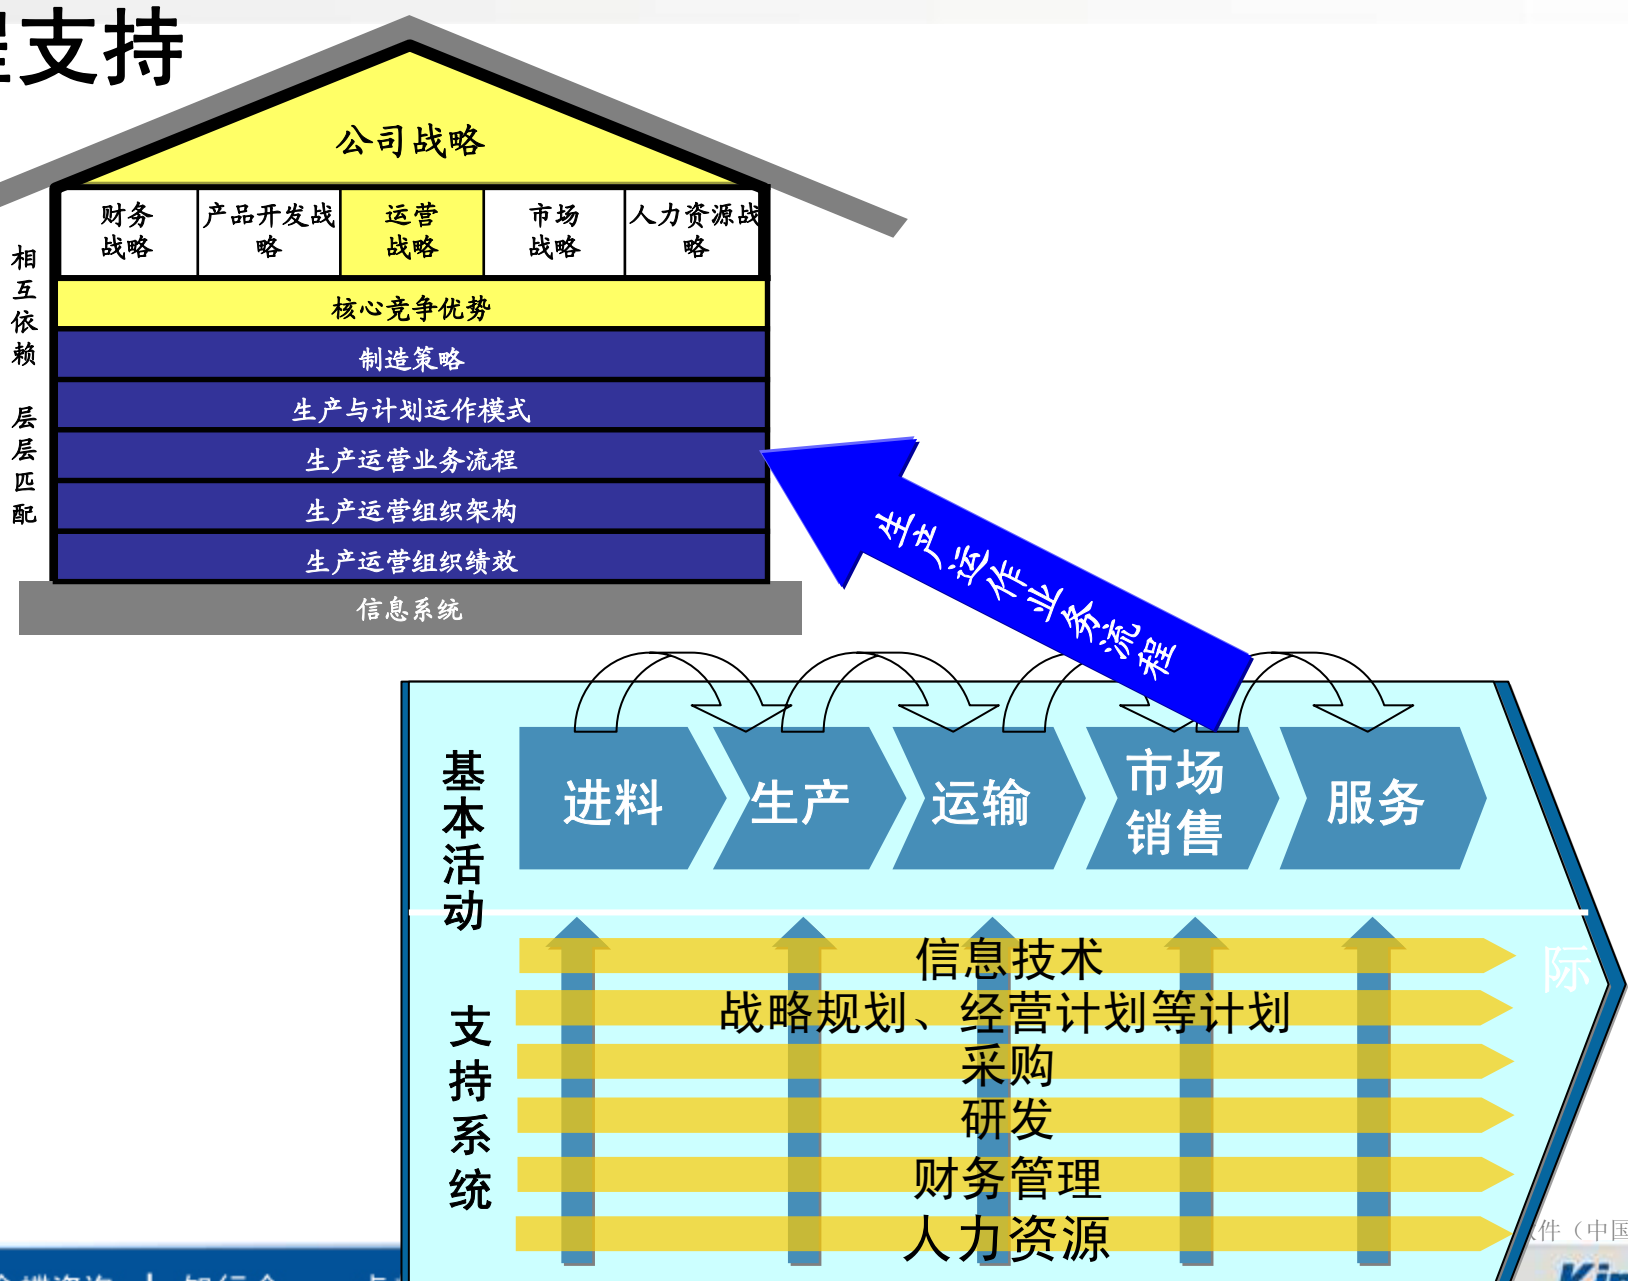 支持
公司战略
财务
战略
产品开发战
略
运营
战略
市场
战略
人力资源战
略
相互依赖 层层匹配
核心竞争优势
制造策略
生产与计划运作模式
生产运营业务流程
生产运营组织架构
生产运营组织绩效
信息系统
生产运作业务流程
基本活动
进料
生产
运输
市场
销售
服务
际
支持系统
信息技术
战略规划、经营计划等计划
采购
研发
财务管理
人力资源
件（中国